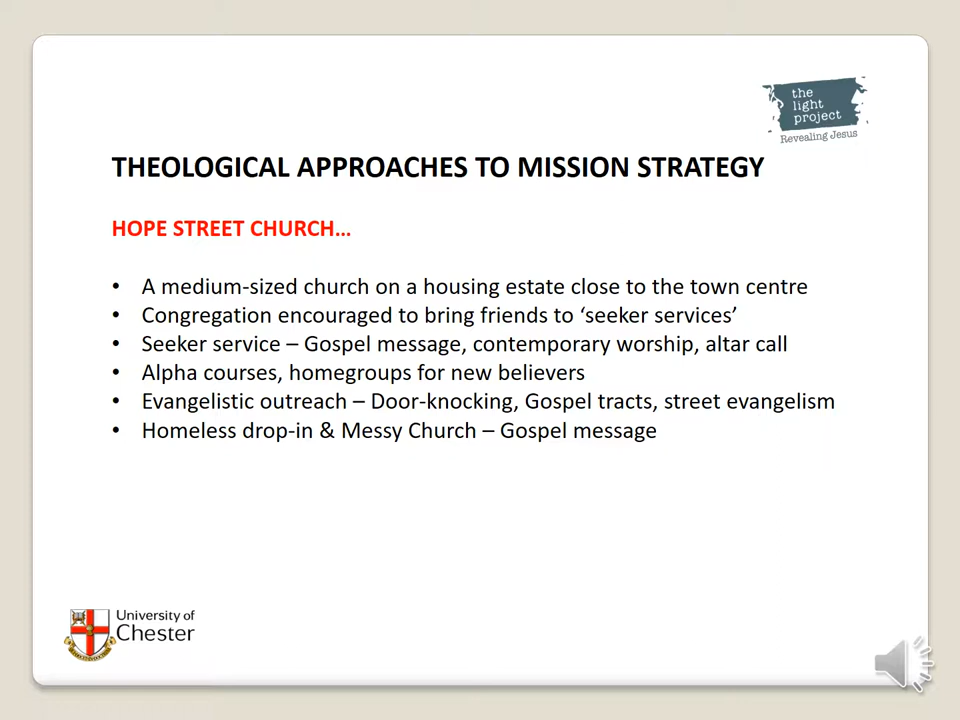 the
light
project
Revealing Jesus
THEOLOGICAL APPROACHES TO MISSION STRATEGY
HOPE STREET CHURCH...
• A medium-sized church on a housing estate close to the town centre
• Congregation encouraged to bring friends to ‘seeker services’
• Seeker service – Gospel message, contemporary worship, altar call
• Alpha courses, homegroups for new believers
• Evangelistic outreach – Door-knocking, Gospel tracts, street evangelism
• Homeless drop-in & Messy Church – Gospel message
University of
Chester